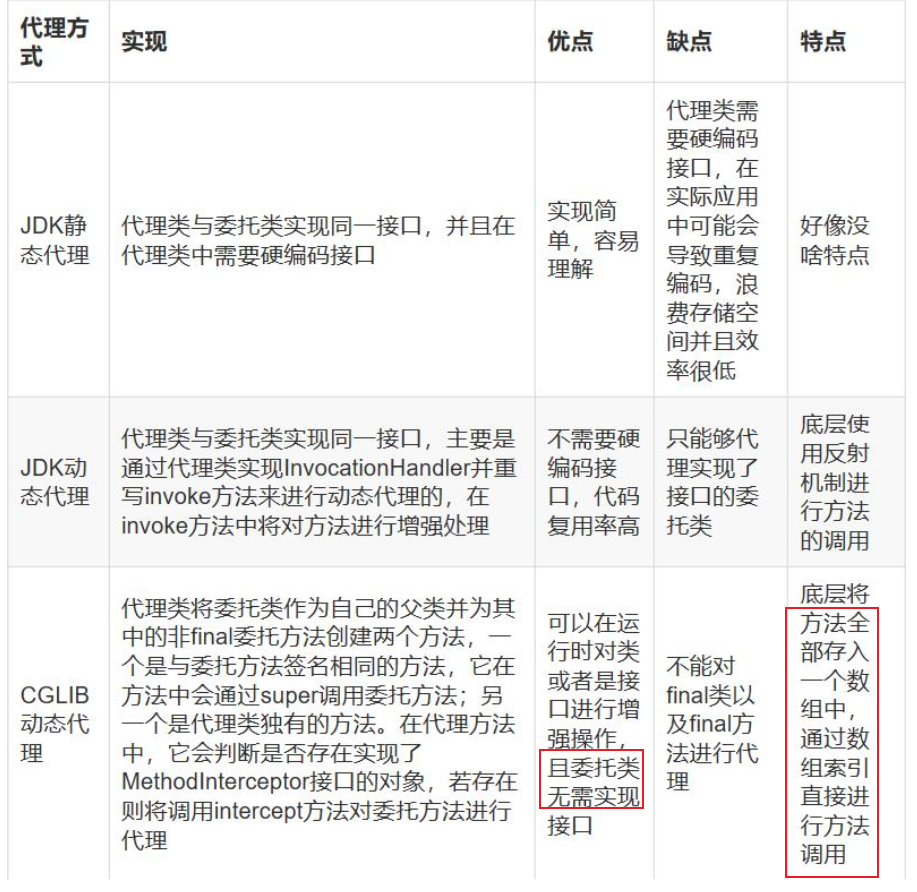 代理方
式
实现
优点
缺点
特点
JDK静
态代理
代理类与委托类实现同一接口，并且在
代理类中需要硬编码接口
实现简
单，容易
理解
代理类需
要硬编码
接口，在
实际应用
中可能会
导致重复
编码，浪
费存储空
间并且效
率很低
好像没
啥特点
JDK动
态代理
代理类与委托类实现同一接口，主要是
通过代理类实现InvocationHandler并重
写invoke方法来进行动态代理的，在
invoke方法中将对方法进行增强处理
不需要硬
编码接
口，代码
复用率高
只能够代
理实现了
接口的委
托类
底层使
用反射
机制进
行方法
的调用
CGLIB
动态代
理
代理类将委托类作为自己的父类并为其
中的非final委托方法创建两个方法，一
个是与委托方法签名相同的方法，它在
方法中会通过super调用委托方法；另
一个是代理类独有的方法。在代理方法
中，它会判断是否存在实现了
MethodInterceptor接口的对象，若存在
则将调用intercept方法对委托方法进行
代理
可以在运
行时对类
或者是接
口进行增
强操作，
且委托类
无需实现
接口
不能对
final类以
及final方
法进行代
理
底层将
方法全
部存入
一个数
组中，
通过数
组索引
直接进
行方法
调用